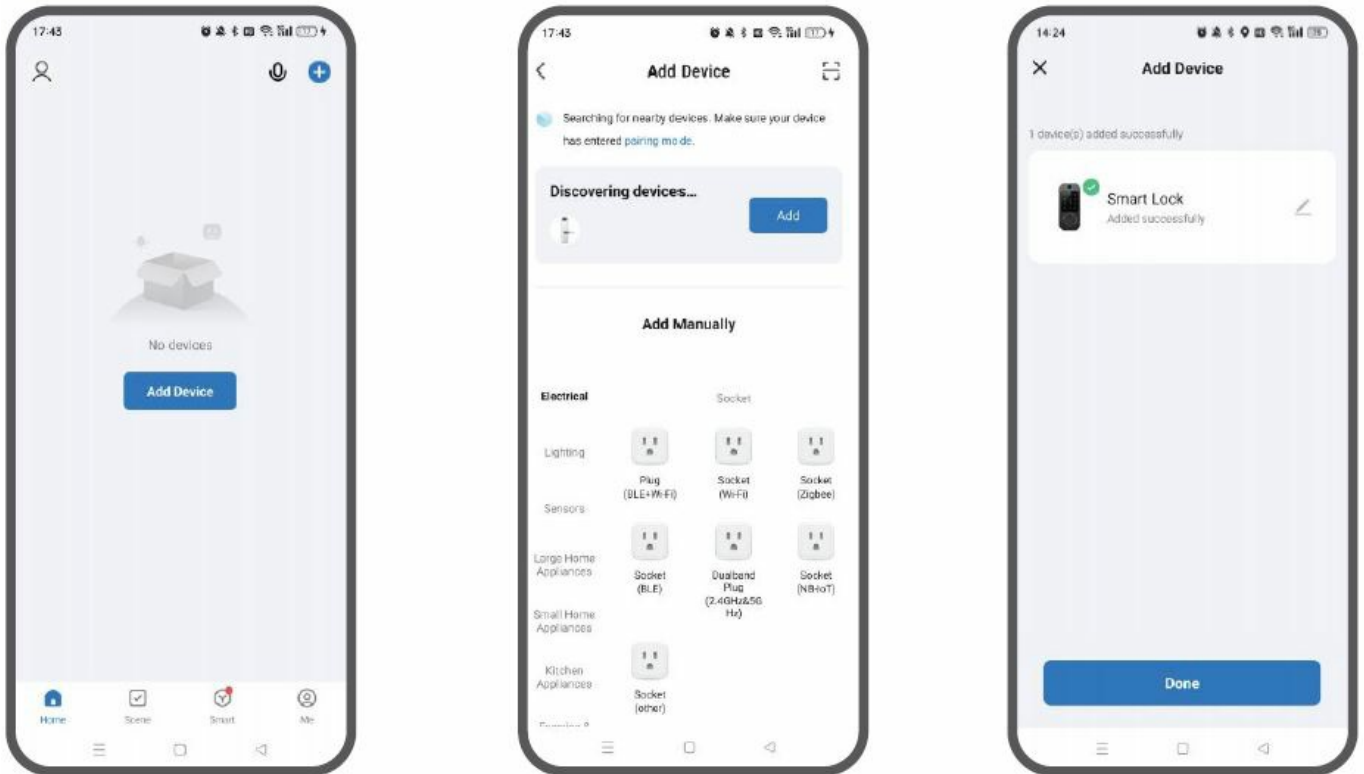 17:43
No devices
Add Device
Home
Scene
Smart
Me
17:43
Add Device
Searching for nearby devices. Make sure your device
has entered pairing mode.
Discovering devices...
Add
Add Manually
Electrical
Lighting
Sensors
Large Home
Appliances
Small Home
Appliances
Kitchen
Appliances
Socket
Plug
(BLE+Wi-Fi)
Socket
(Wi-Fi)
Socket
(Zigbee)
Socket
(BLE)
Dualband
Plug
(2.4GHz&5G
Hz)
Socket
(NB-IoT)
Socket
(other)
14:24
Add Device
1 device(s) added successfully
Smart Lock
Added successfully
Done